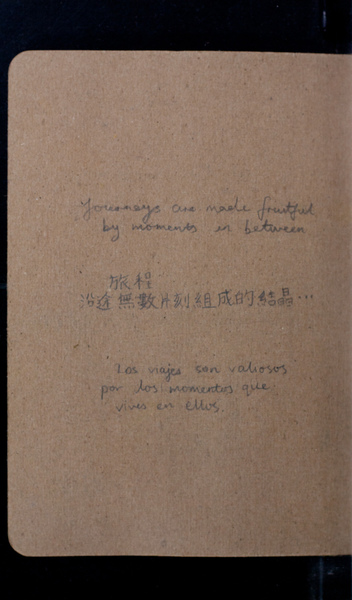 Journeys are made fruitful
by moments in between
旅程
沿途無數片刻組成的結晶…
Los viajes son valiosos
por los momentos que
vives en ellos.